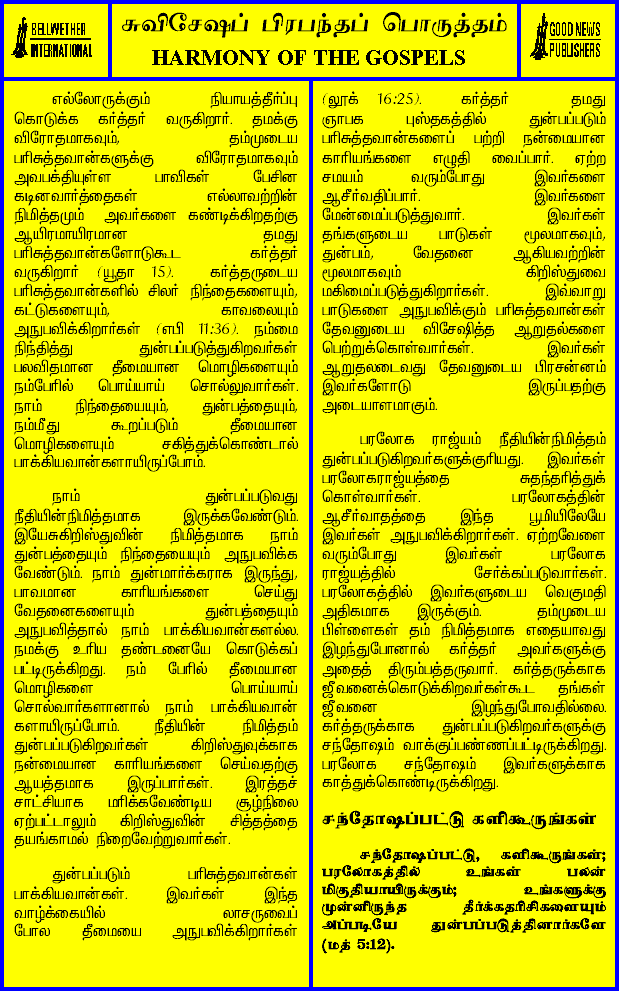 BELLWETHER
INTERNATIONAL
சுவிசேஷப் பிரபந்தப் பொருத்தம்
HARMONY OF THE GOSPELS
GOOD NEWS
PUBLISHERS
எல்லோருக்கும் நியாயத்தீர்ப்பு
கொடுக்க கர்த்தர் வருகிறார். தமக்கு
விரோதமாகவும், தம்முடைய
பரிசுத்தவான்களுக்கு விரோதமாகவும்
அவபக்தியுள்ள பாவிகள் பேசின
கடினவார்த்தைகள் எல்லாவற்றின்
நிமித்தமும் அவர்களை கண்டிக்கிறதற்கு
ஆயிரமாயிரமான தமது
பரிசுத்தவான்களோடுகூட கர்த்தர்
வருகிறார் (யூதா 15). கர்த்தருடைய
பரிசுத்தவான்களில் சிலர் நிந்தைகளையும்,
கட்டுகளையும், காவலையும்
அநுபவிக்கிறார்கள் (எபி 11:36). நம்மை
நிந்தித்து துன்பப்படுத்துகிறவர்கள்
பலவிதமான தீமையான மொழிகளையும்
நம்பேரில் பொய்யாய் சொல்லுவார்கள்.
நாம் நிந்தையையும், துன்பத்தையும்,
நம்மீது கூறப்படும் தீமையான
மொழிகளையும் சகித்துக்கொண்டால்
பாக்கியவான்களாயிருப்போம்.
நாம் துன்பப்படுவது
நீதியின்நிமித்தமாக இருக்கவேண்டும்.
இயேசுகிறிஸ்துவின் நிமித்தமாக நாம்
துன்பத்தையும் நிந்தையையும் அநுபவிக்க
வேண்டும். நாம் துன்மார்க்கராக இருந்து,
பாவமான காரியங்களை செய்து
வேதனைகளையும் துன்பத்தையும்
அநுபவித்தால் நாம் பாக்கியவான்களல்ல.
நமக்கு உரிய தண்டனையே கொடுக்கப்
பட்டிருக்கிறது. நம் பேரில் தீமையான
மொழிகளை பொய்யாய்
சொல்வார்களானால் நாம் பாக்கியவான்
களாயிருப்போம். நீதியின் நிமித்தம்
துன்பப்படுகிறவர்கள் கிறிஸ்துவுக்காக
நன்மையான காரியங்களை செய்வதற்கு
ஆயத்தமாக இருப்பார்கள். இரத்தச்
சாட்சியாக மரிக்கவேண்டிய சூழ்நிலை
ஏற்பட்டாலும் கிறிஸ்துவின் சித்தத்தை
தயங்காமல் நிறைவேற்றுவார்கள்.
துன்பப்படும் பரிசுத்தவான்கள்
பாக்கியவான்கள். இவர்கள் இந்த
வாழ்க்கையில் லாசருவைப்
போல தீமையை அநுபவிக்கிறார்கள்
(லூக் 16:25). கர்த்தர் தமது
ஞாபக புஸ்தகத்தில் துன்பப்படும்
பரிசுத்தவான்களைப் பற்றி நன்மையான
காரியங்களை எழுதி வைப்பார். ஏற்ற
சமயம் வரும்போது இவர்களை
ஆசீர்வதிப்பார். இவர்களை
மேன்மைப்படுத்துவார். இவர்கள்
தங்களுடைய பாடுகள் மூலமாகவும்,
துன்பம், வேதனை ஆகியவற்றின்
மூலமாகவும் கிறிஸ்துவை
மகிமைப்படுத்துகிறார்கள். இவ்வாறு
பாடுகளை அநுபவிக்கும் பரிசுத்தவான்கள்
தேவனுடைய விசேஷித்த ஆறுதல்களை
பெற்றுக்கொள்வார்கள். இவர்கள்
ஆறுதலடைவது தேவனுடைய பிரசன்னம்
இவர்களோடு இருப்பதற்கு
அடையாளமாகும்.
பரலோக ராஜ்யம் நீதியின்நிமித்தம்
துன்பப்படுகிறவர்களுக்குரியது. இவர்கள்
பரலோகராஜ்யத்தை சுதந்தரித்துக்
கொள்வார்கள். பரலோகத்தின்
ஆசீர்வாதத்தை இந்த பூமியிலேயே
இவர்கள் அநுபவிக்கிறார்கள். ஏற்றவேளை
வரும்போது இவர்கள் பரலோக
ராஜ்யத்தில் சேர்க்கப்படுவார்கள்.
பரலோகத்தில் இவர்களுடைய வெகுமதி
அதிகமாக இருக்கும். தம்முடைய
பிள்ளைகள் தம் நிமித்தமாக எதையாவது
இழந்துபோனால் கர்த்தர் அவர்களுக்கு
அதைத் திரும்பத்தருவார். கர்த்தருக்காக
ஜீவனைக்கொடுக்கிறவர்கள்கூட தங்கள்
ஜீவனை இழந்துபோவதில்லை.
கர்த்தருக்காக துன்பப்படுகிறவர்களுக்கு
சந்தோஷம் வாக்குப்பண்ணப்பட்டிருக்கிறது.
பரலோக சந்தோஷம் இவர்களுக்காக
காத்துக்கொண்டிருக்கிறது.
சந்தோஷப்பட்டு களிகூருங்கள்
சந்தோஷப்பட்டு, களிகூருங்கள்;
பரலோகத்தில் உங்கள் பலன்
மிகுதியாயிருக்கும்; உங்களுக்கு
முன்னிருந்த தீர்க்கதரிசிகளையும்
அப்படியே துன்பப்படுத்தினார்களே
(மத் 5:12).